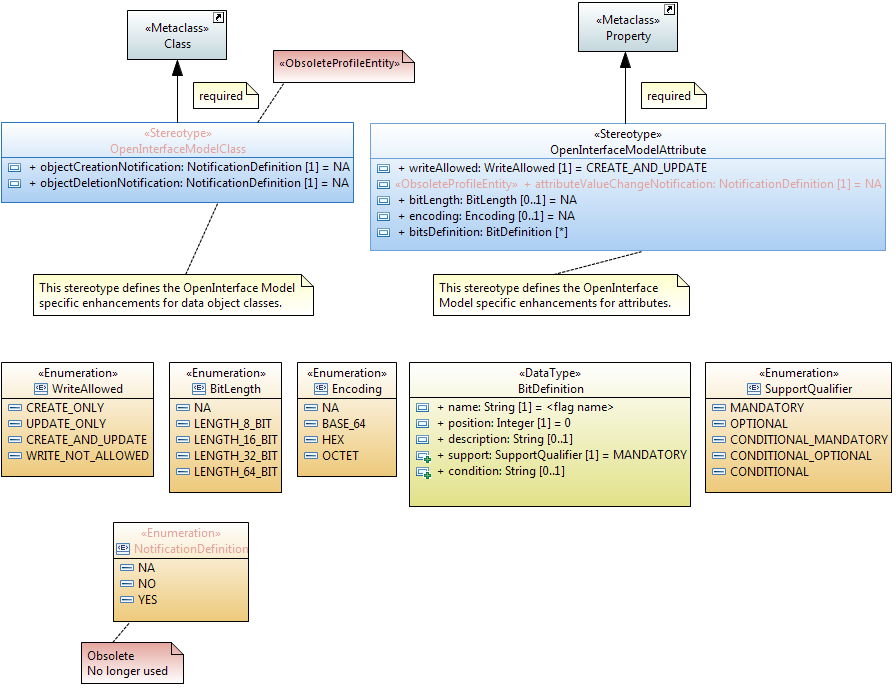 «Metaclass»
Class
«Metaclass»
Property
«ObsoleteProfileEntity»
required
required
«Stereotype»
OpenInterfaceModelClass
+ objectCreationNotification: NotificationDefinition [1] = NA
+ objectDeletionNotification: NotificationDefinition [1] = NA
«Stereotype»
OpenInterfaceModelAttribute
+ writeAllowed: WriteAllowed [1] = CREATE_AND_UPDATE
«ObsoleteProfileEntity» + attributeValueChangeNotification: NotificationDefinition [1] = NA
+ bitLength: BitLength [0..1] = NA
+ encoding: Encoding [0..1] = NA
+ bitsDefinition: BitDefinition [*]
This stereotype defines the OpenInterface Model
specific enhancements for data object classes.
This stereotype defines the OpenInterface
Model specific enhancements for attributes.
«Enumeration»
WriteAllowed
CREATE_ONLY
UPDATE_ONLY
CREATE_AND_UPDATE
WRITE_NOT_ALLOWED
«Enumeration»
BitLength
NA
LENGTH_8_BIT
LENGTH_16_BIT
LENGTH_32_BIT
LENGTH_64_BIT
«Enumeration»
Encoding
NA
BASE_64
HEX
OCTET
«DataType»
BitDefinition
+ name: String [1] = <flag name>
+ position: Integer [1] = 0
+ description: String [0..1]
+ support: SupportQualifier [1] = MANDATORY
+ condition: String [0..1]
«Enumeration»
SupportQualifier
MANDATORY
OPTIONAL
CONDITIONAL_MANDATORY
CONDITIONAL_OPTIONAL
CONDITIONAL
«Enumeration»
NotificationDefinition
NA
NO
YES
Obsolete
No longer used